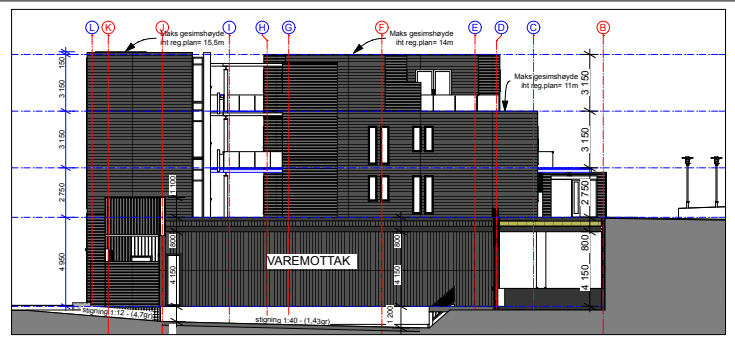 L K J I H G F E D C B
Maks gesimshøyde
iht reg.plan= 15,5m
Maks gesimshøyde
iht reg.plan= 14m
Maks gesimshøyde
iht reg.plan= 11m
150
3 150
3 150
2 750
4 950
1 100
800
4 150
800
4 150
1 200
3 150
3 150
2 750
800
4 150
VAREMOTTAK
stigning 1:12 - (4,7gr)
stigning 1:40 - (1,43gr)